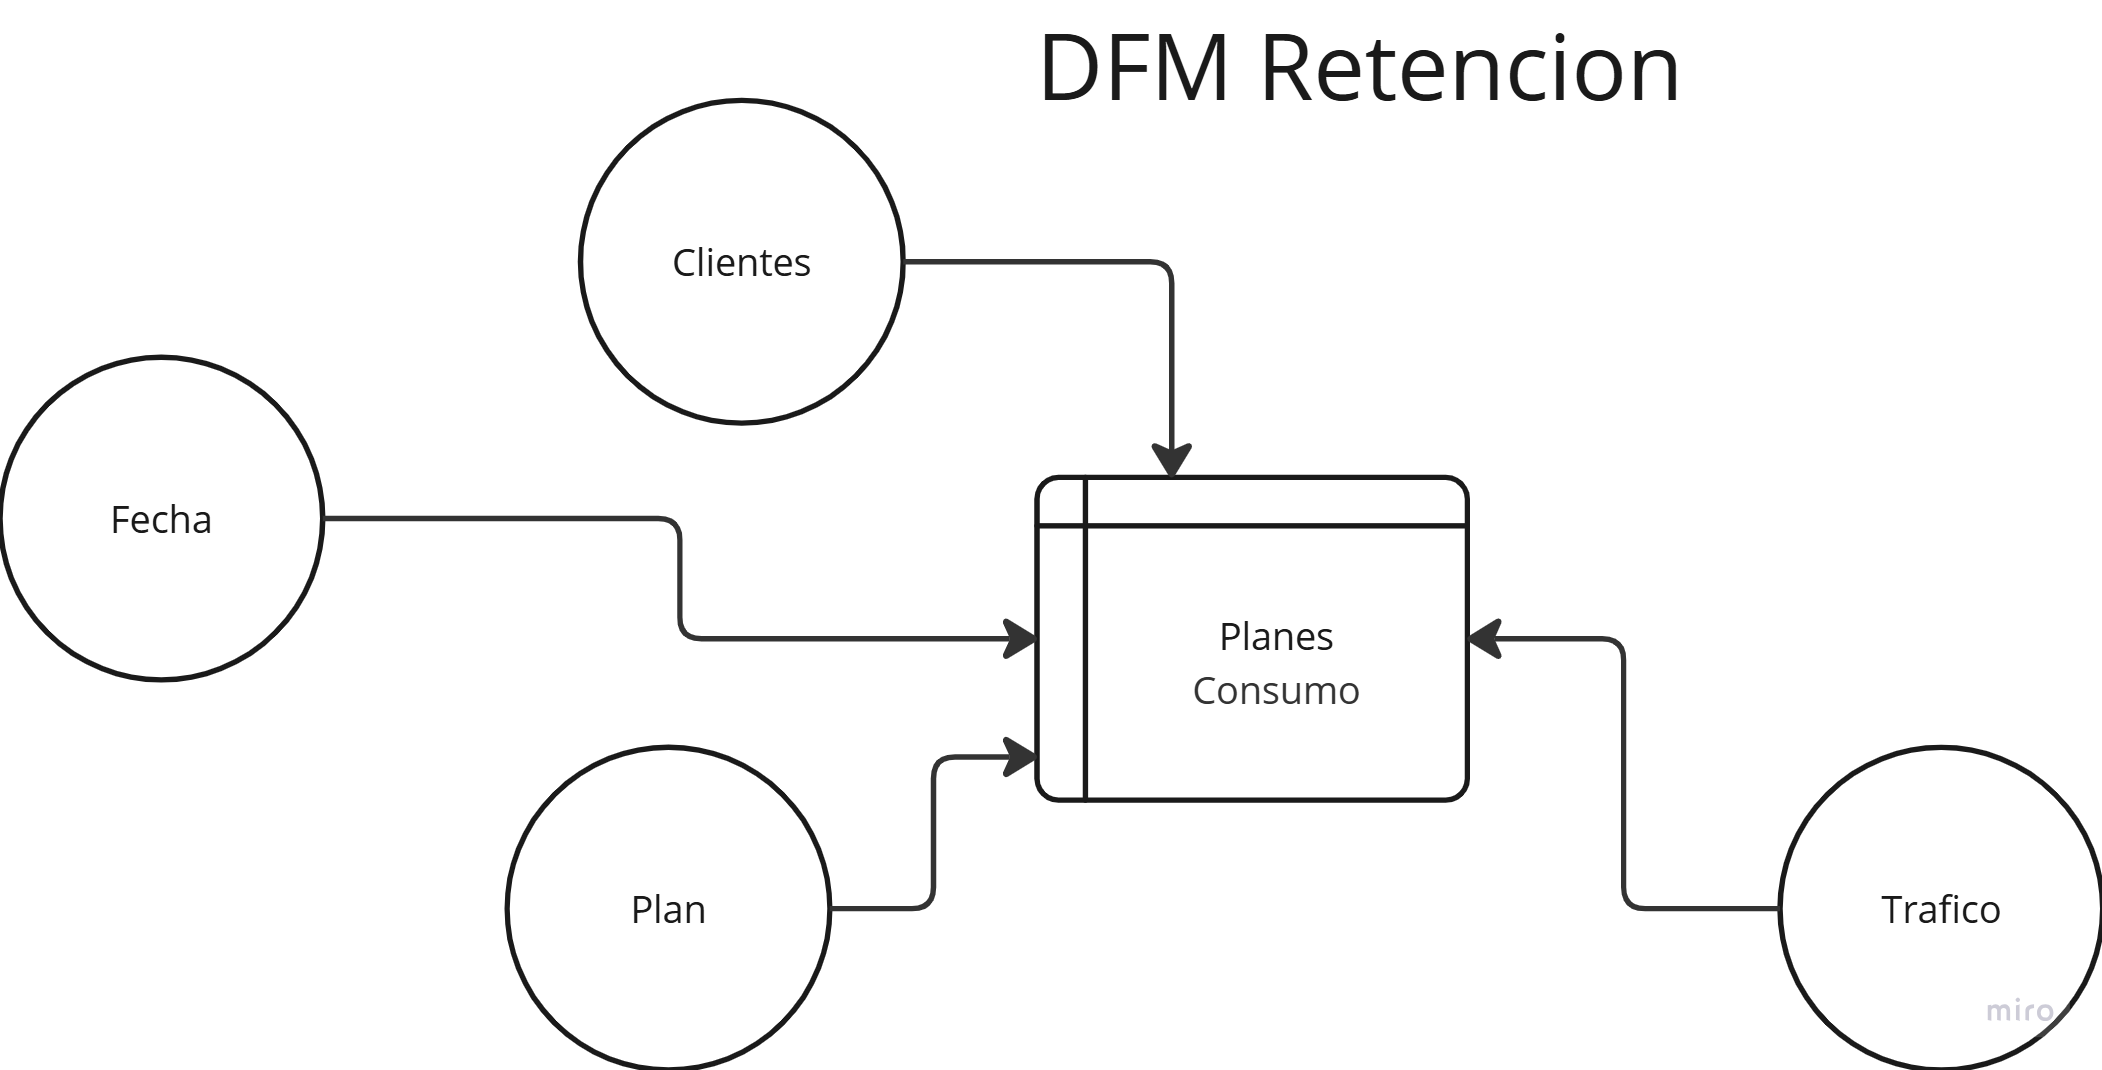 DFM Retencion
Clientes
Fecha
Planes
Consumo
Plan
Trafico
miro